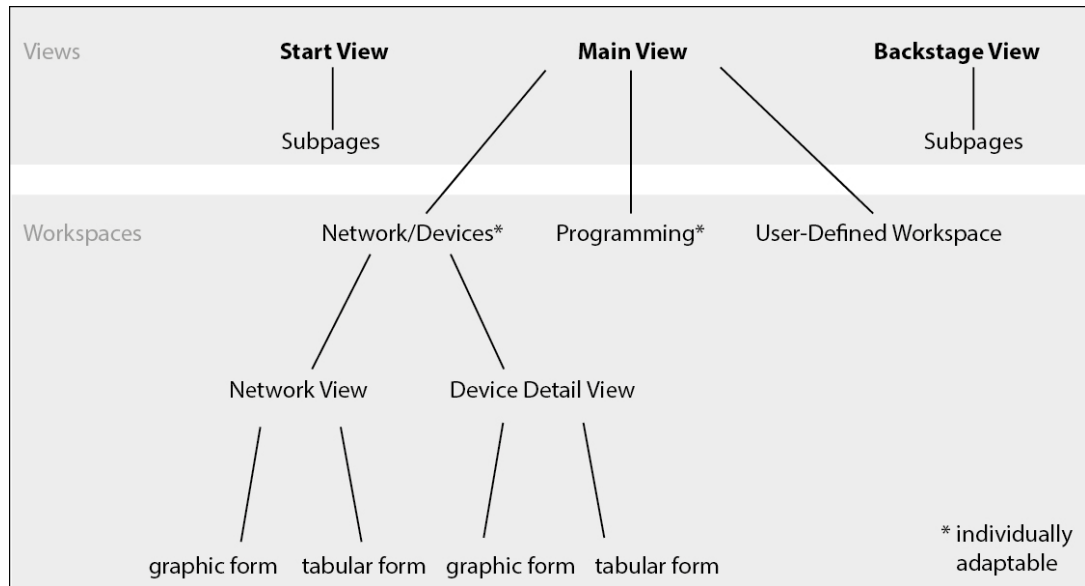 Views
Start View
Main View
Backstage View
Subpages
Subpages
Workspaces
Network/Devices*
Programming*
User-Defined Workspace
Network View
Device Detail View
graphic form
tabular form
graphic form
tabular form
* individually
adaptable